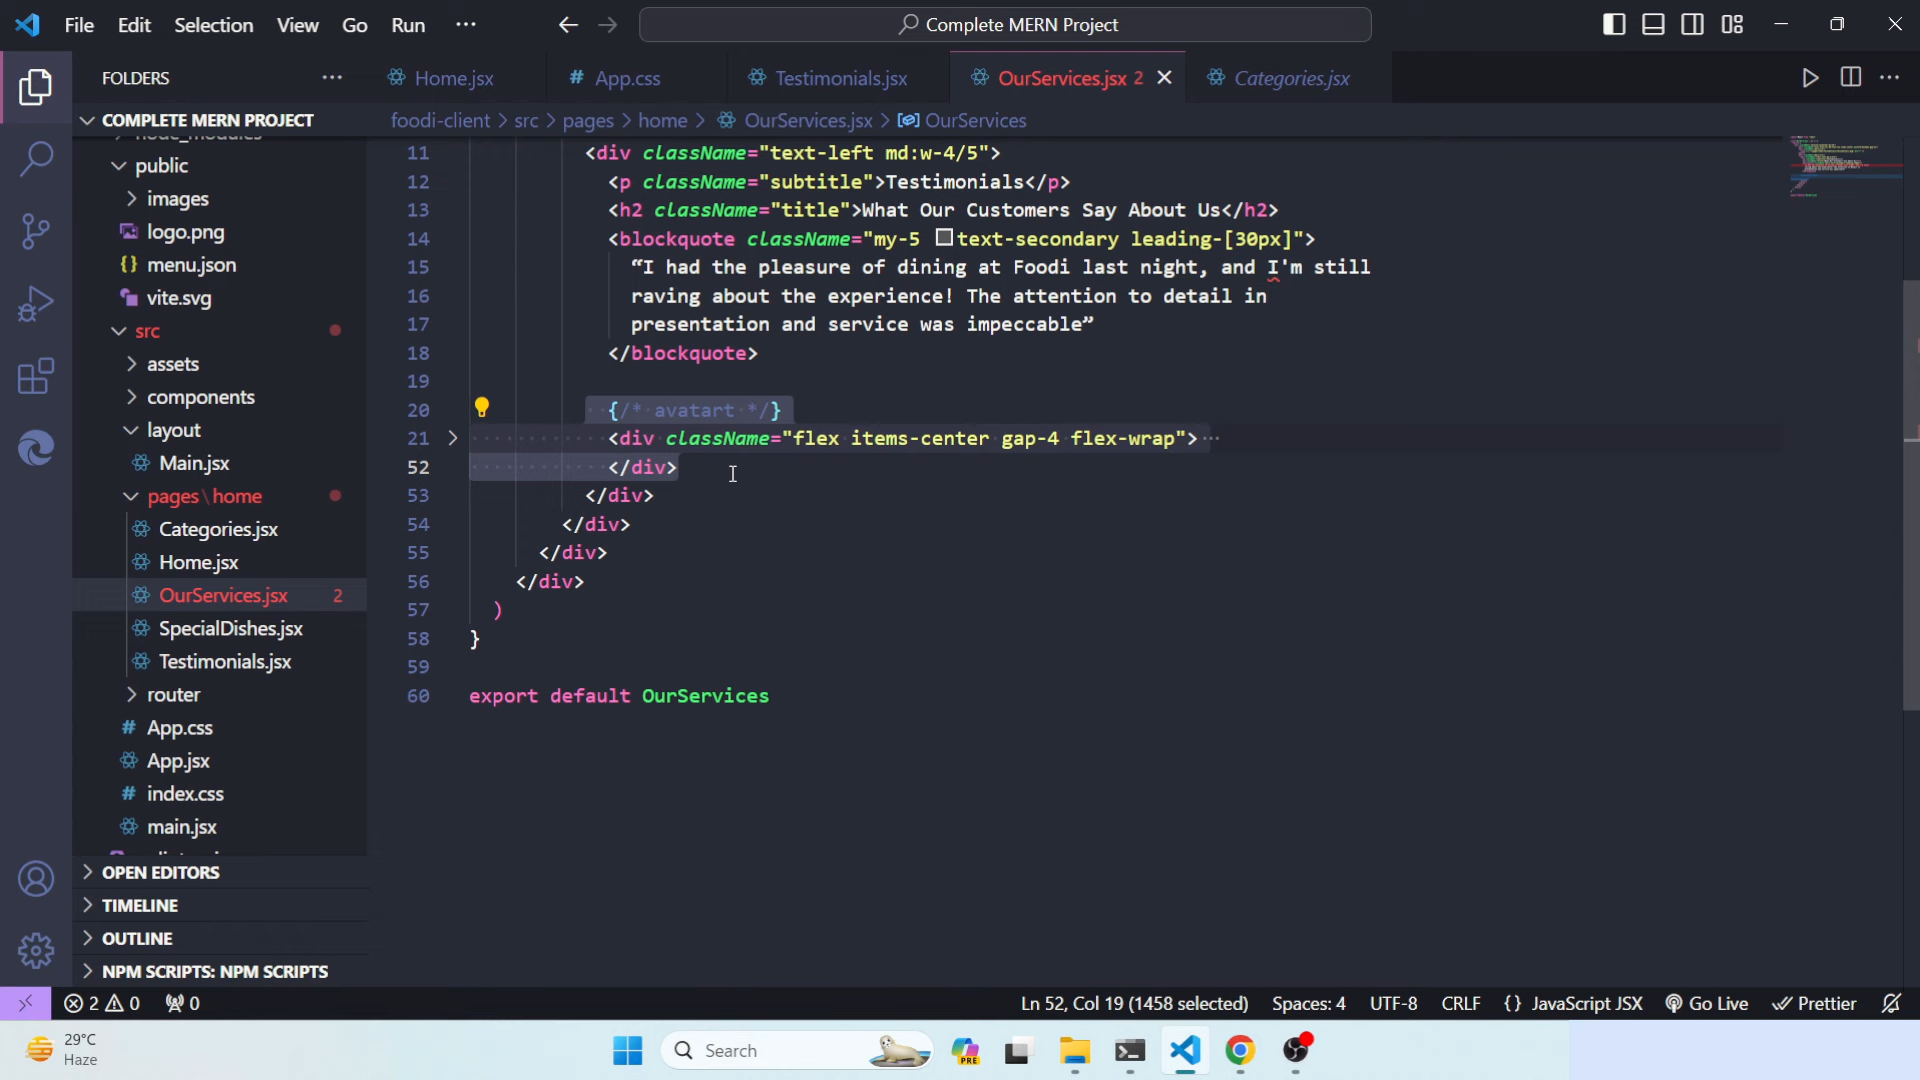 File Edit Selection View Go Run ···
Complete MERN Project
FOLDERS ···
Home.jsx # App.css Testimonials.jsx OurServices.jsx 2 Categories.jsx
COMPLETE MERN PROJECT
foodi-client > src > pages > home > OurServices.jsx > OurServices
node_modules
public
images
logo.png
{} menu.json
vite.svg
src
assets
components
layout
Main.jsx
pages\home
Categories.jsx
Home.jsx
OurServices.jsx 2
SpecialDishes.jsx
Testimonials.jsx
router
# App.css
App.jsx
# index.css
main.jsx
OPEN EDITORS
TIMELINE
OUTLINE
NPM SCRIPTS: NPM SCRIPTS
11 <div className="text-left md:w-4/5">
12 <p className="subtitle">Testimonials</p>
13 <h2 className="title">What Our Customers Say About Us</h2>
14 <blockquote className="my-5 text-secondary leading-[30px]">
15 “I had the pleasure of dining at Foodi last night, and I'm still
16 raving about the experience! The attention to detail in
17 presentation and service was impeccable”
18 </blockquote>
19
20 {/* avatart */}
21 <div className="flex items-center gap-4 flex-wrap">···
52 </div>
53 </div>
54 </div>
55 </div>
56 </div>
57 )
58 }
59
60 export default OurServices
2 0 0 Ln 52, Col 19 (1458 selected) Spaces: 4 UTF-8 CRLF {} JavaScript JSX Go Live Prettier
29°C
Haze
Search
PRE